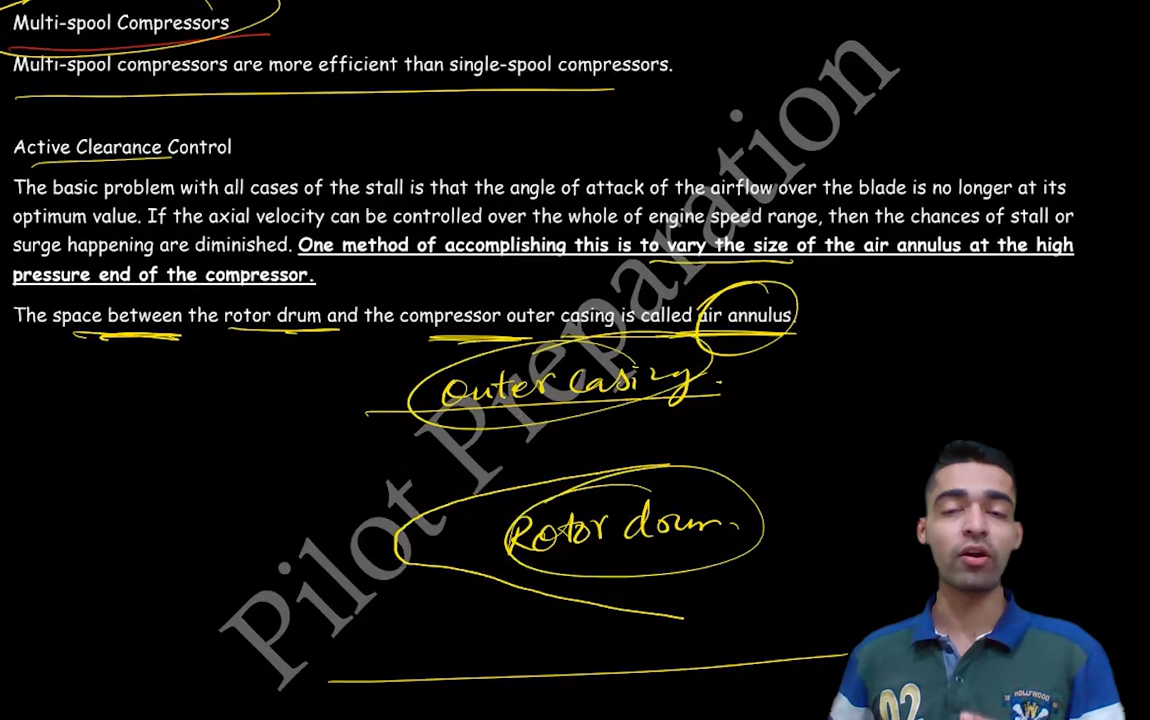 Multi-spool Compressors
Multi-spool compressors are more efficient than single-spool compressors.
Active Clearance Control
The basic problem with all cases of the stall is that the angle of attack of the airflow over the blade is no longer at its
optimum value. If the axial velocity can be controlled over the whole of engine speed range, then the chances of stall or
surge happening are diminished. One method of accomplishing this is to vary the size of the air annulus at the high
pressure end of the compressor.
The space between the rotor drum and the compressor outer casing is called air annulus
Outer casing.
Rotor drum.
Pilot Preparation
02
HOLLYWOOD